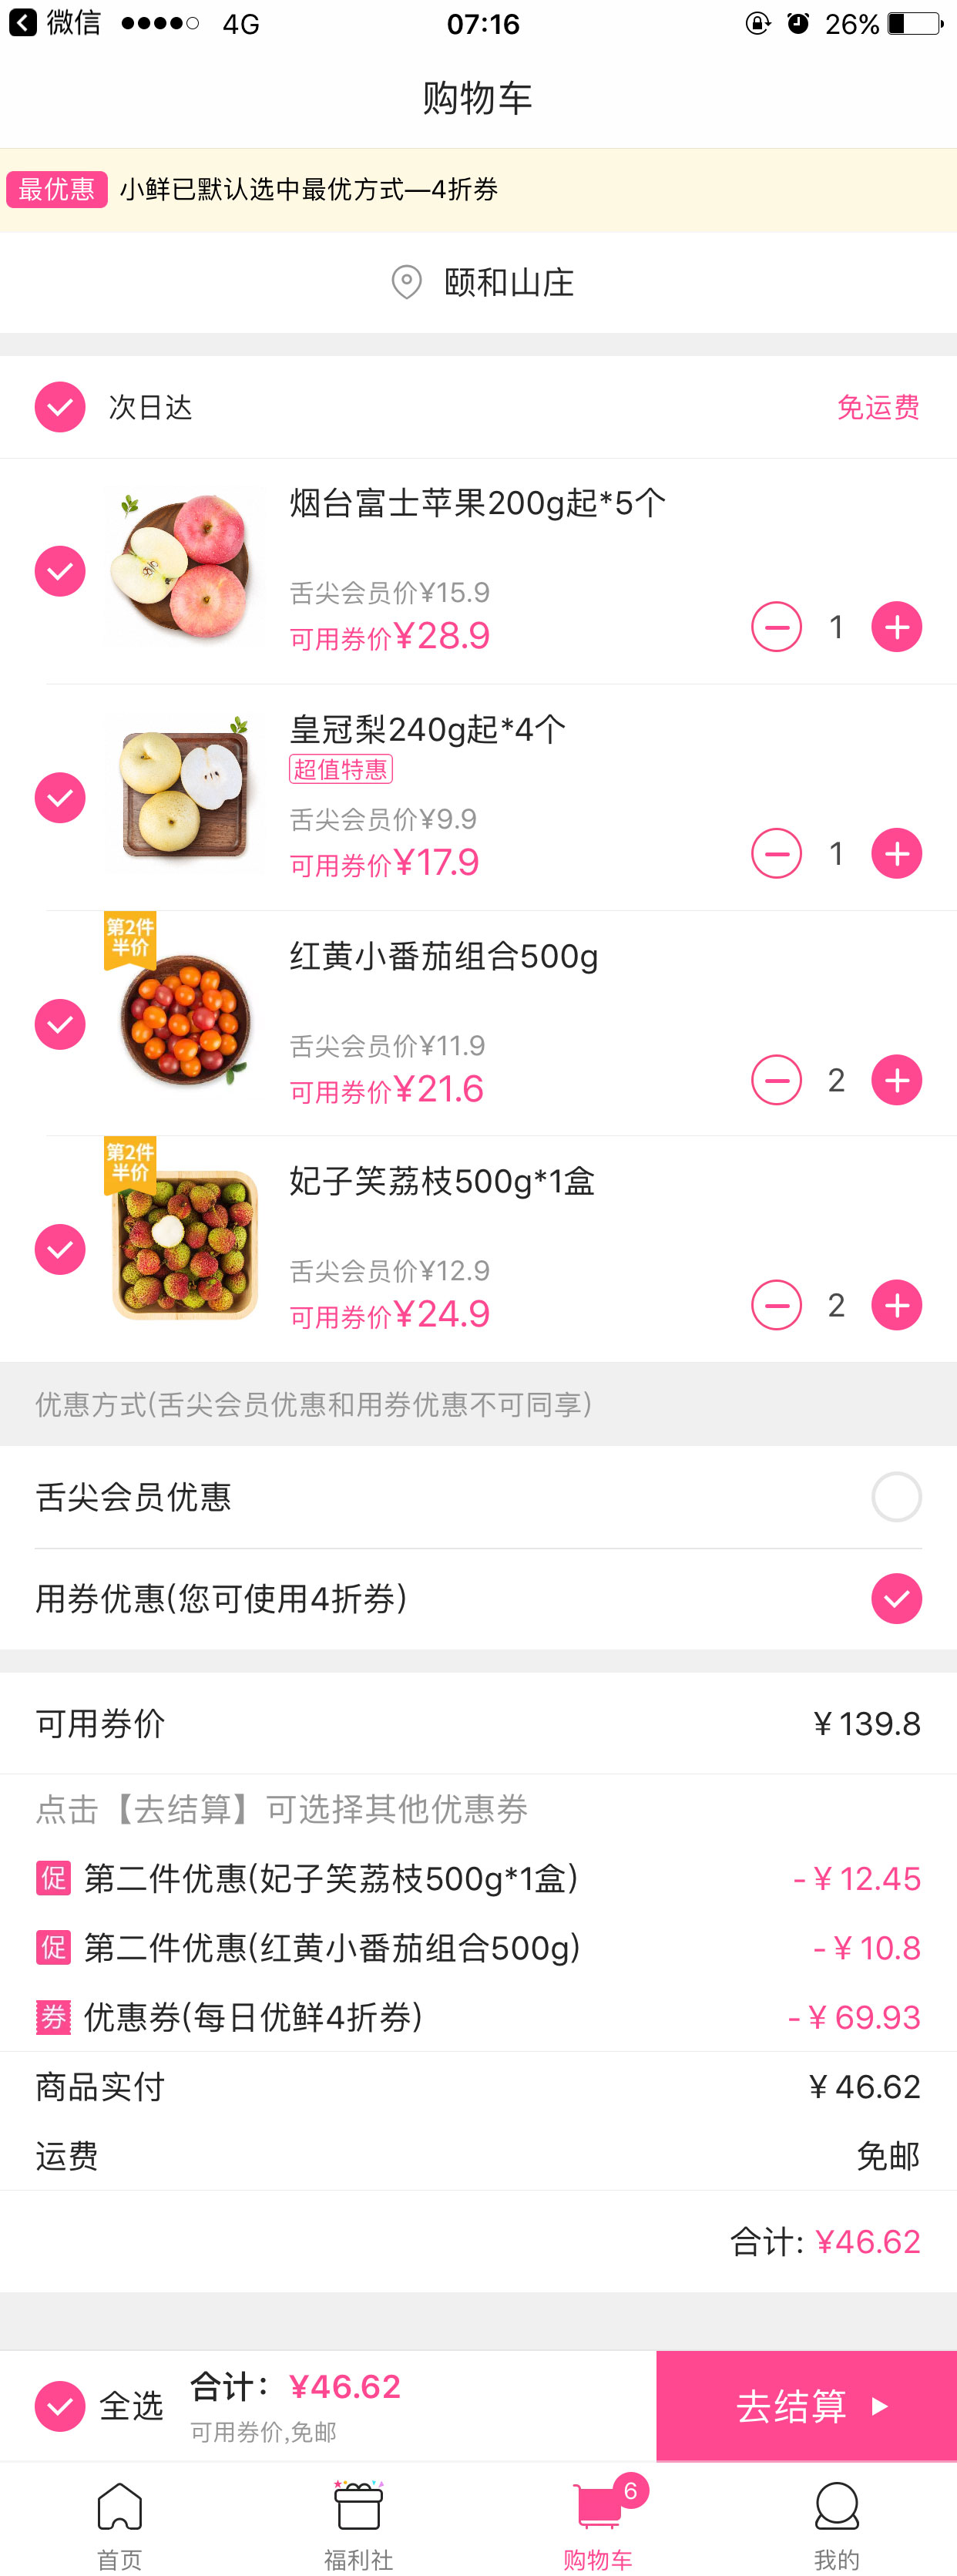 微信 4G 07:16 26%
购物车
最优惠 小鲜已默认选中最优方式—4折券
颐和山庄
次日达 免运费
烟台富士苹果200g起*5个
舌尖会员价¥15.9
可用券价¥28.9
1
皇冠梨240g起*4个
超值特惠
舌尖会员价¥9.9
可用券价¥17.9
1
第2件
半价
红黄小番茄组合500g
舌尖会员价¥11.9
可用券价¥21.6
2
第2件
半价
妃子笑荔枝500g*1盒
舌尖会员价¥12.9
可用券价¥24.9
2
优惠方式(舌尖会员优惠和用券优惠不可同享)
舌尖会员优惠
用券优惠(您可使用4折券)
可用券价 ¥139.8
点击【去结算】可选择其他优惠券
促 第二件优惠(妃子笑荔枝500g*1盒) -¥12.45
促 第二件优惠(红黄小番茄组合500g) -¥10.8
券 优惠券(每日优鲜4折券) -¥69.93
商品实付 ¥46.62
运费 免邮
合计: ¥46.62
全选 合计: ¥46.62
可用券价,免邮
去结算
6
首页 福利社 购物车 我的